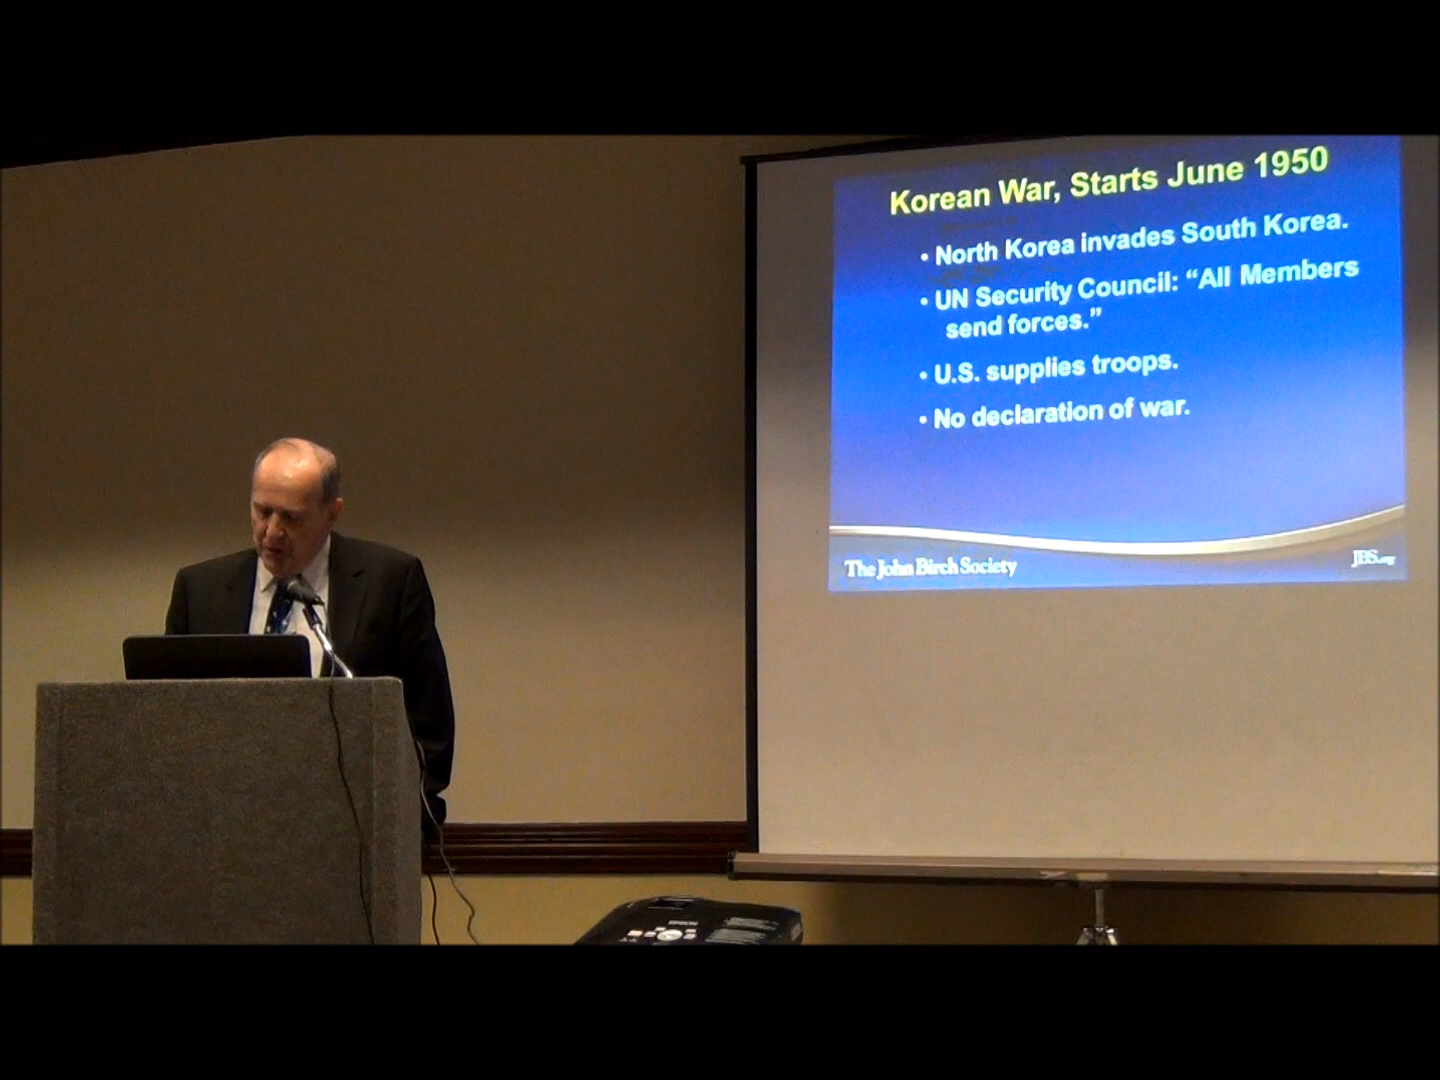 Korean War, Starts June 1950
• North Korea invades South Korea.
• UN Security Council: “All Members
send forces.”
• U.S. supplies troops.
• No declaration of war.
The John Birch Society
JBS.org